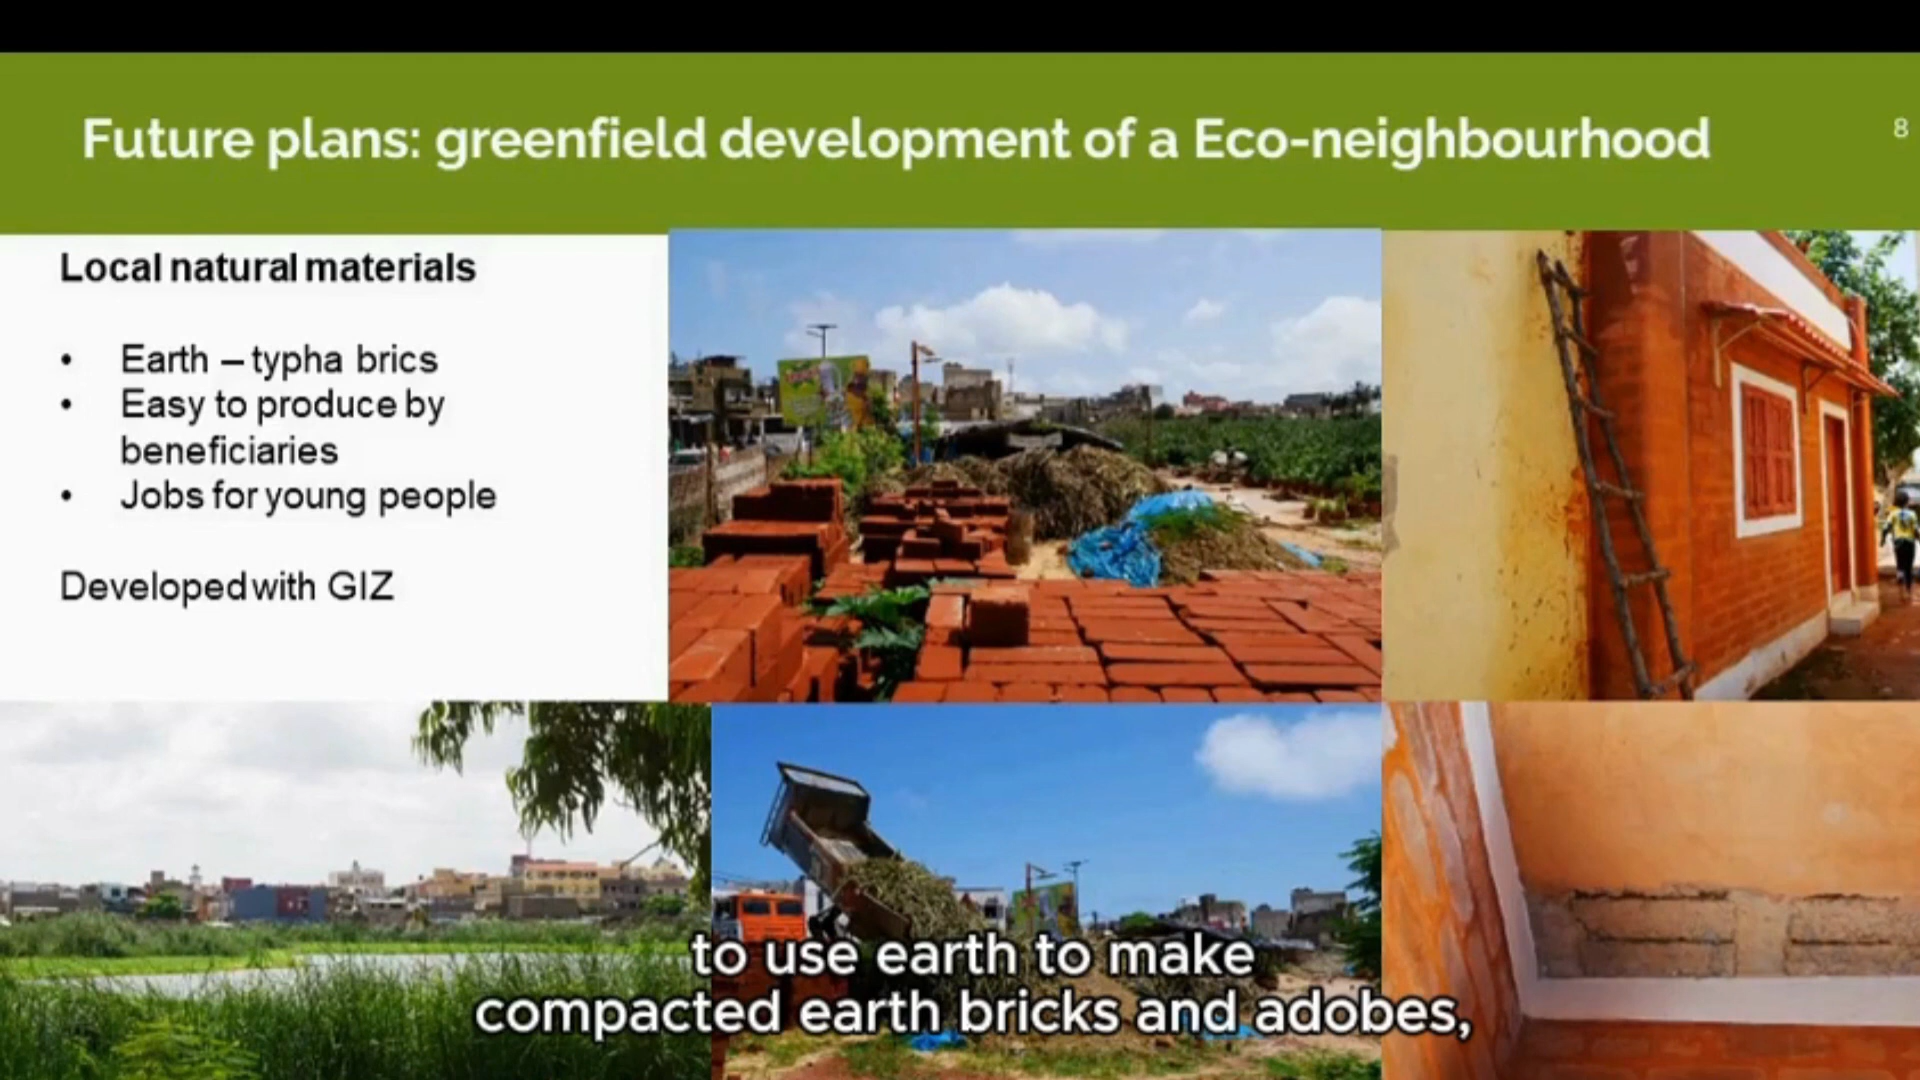 Future plans: greenfield development of a Eco-neighbourhood
8
Local natural materials
• Earth – typha brics
• Easy to produce by
beneficiaries
• Jobs for young people
Developed with GIZ
to use earth to make
compacted earth bricks and adobes,